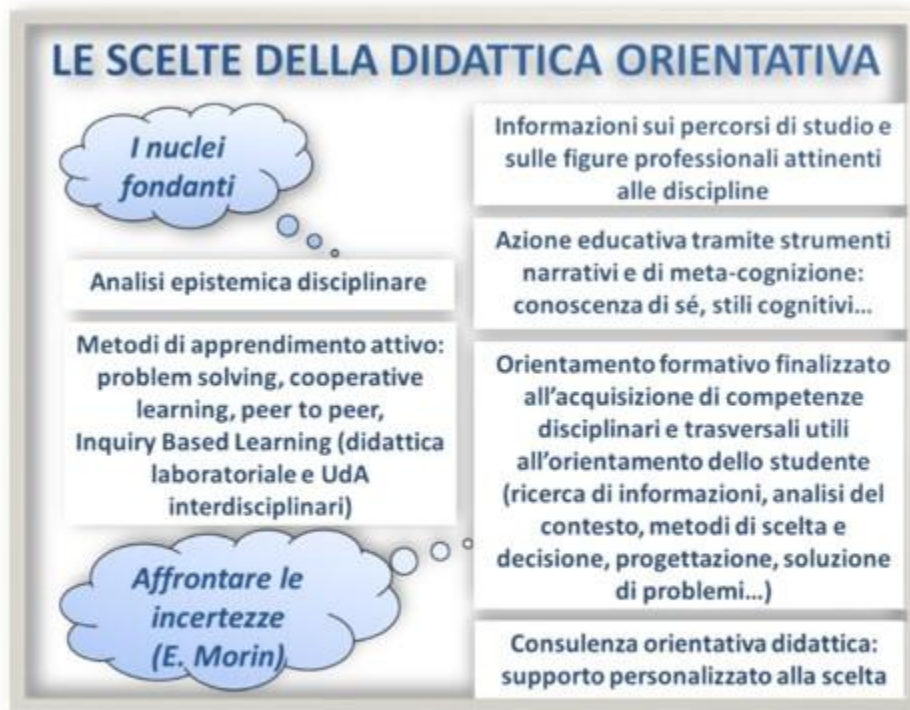 LE SCELTE DELLA DIDATTICA ORIENTATIVA
I nuclei
fondanti
Analisi epistemica disciplinare
Metodi di apprendimento attivo:
problem solving, cooperative
learning, peer to peer,
Inquiry Based Learning (didattica
laboratoriale e UdA
interdisciplinari)
Affrontare le
incertezze
(E. Morin)
Informazioni sui percorsi di studio e
sulle figure professionali attinenti
alle discipline
Azione educativa tramite strumenti
narrativi e di meta-cognizione:
conoscenza di sé, stili cognitivi...
Orientamento formativo finalizzato
all'acquisizione di competenze
disciplinari e trasversali utili
all'orientamento dello studente
(ricerca di informazioni, analisi del
contesto, metodi di scelta e
decisione, progettazione, soluzione
di problemi...)
Consulenza orientativa didattica:
supporto personalizzato alla scelta